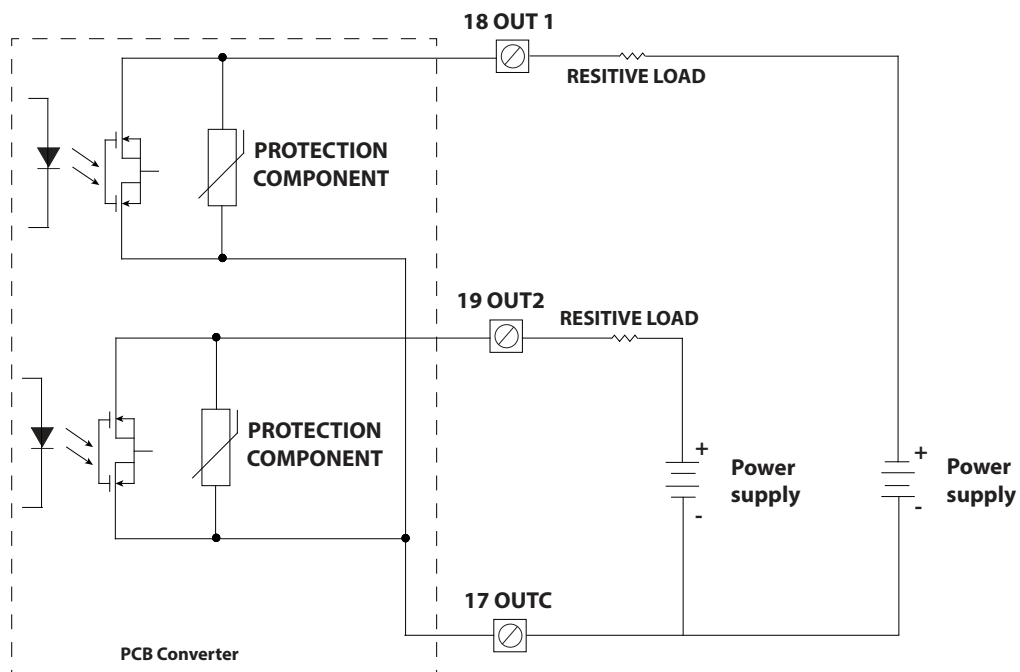 18 OUT 1
RESITIVE LOAD
PROTECTION
COMPONENT
19 OUT2
RESITIVE LOAD
PROTECTION
COMPONENT
+
Power
supply
-
+
Power
supply
-
17 OUTC
PCB Converter